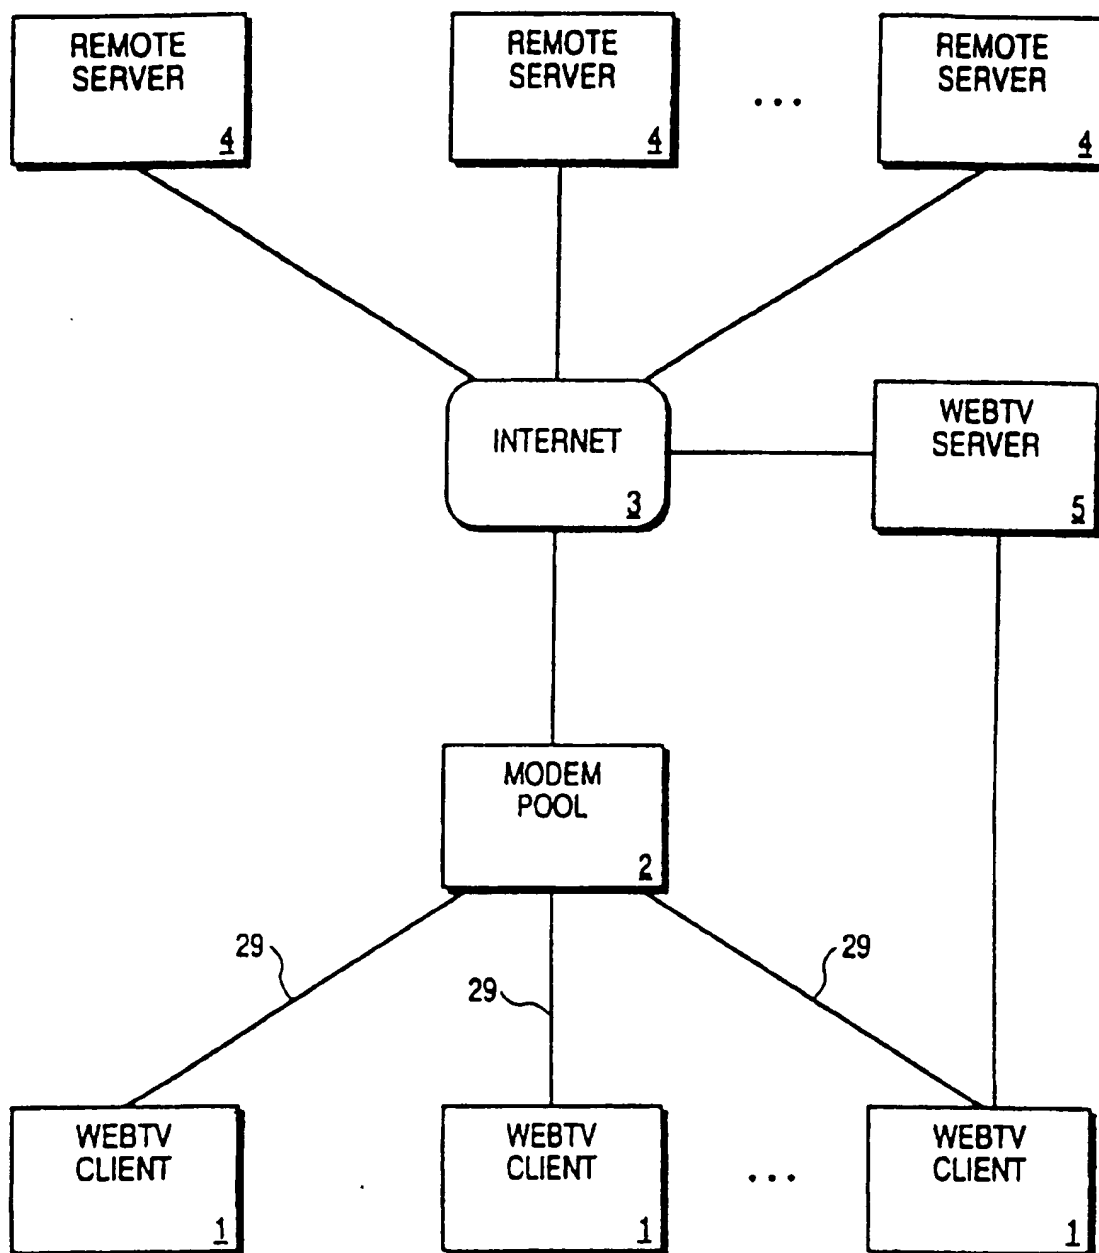 REMOTE
SERVER
4
REMOTE
SERVER
4
...
REMOTE
SERVER
4
INTERNET
3
WEBTV
SERVER
5
MODEM
POOL
2
29
29
29
WEBTV
CLIENT
1
WEBTV
CLIENT
1
...
WEBTV
CLIENT
1